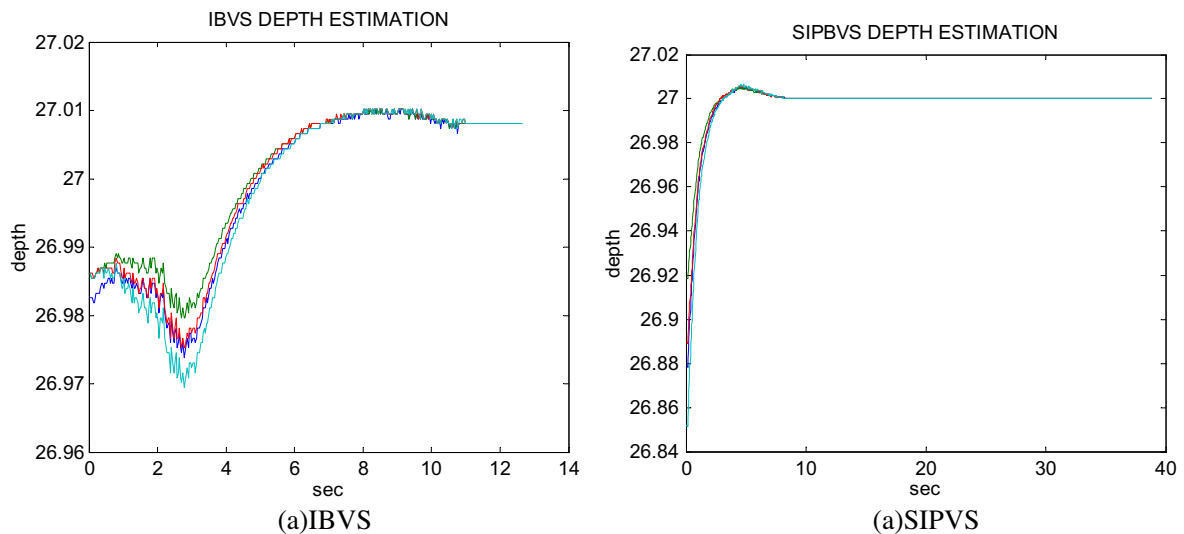 IBVS DEPTH ESTIMATION
27.02
27.01
27
26.99
26.98
26.97
26.96
depth
0 2 4 6 8 10 12 14
sec
(a)IBVS
SIPBVS DEPTH ESTIMATION
27.02
27
26.98
26.96
26.94
26.92
26.9
26.88
26.86
26.84
depth
0 10 20 30 40
sec
(a)SIPVS